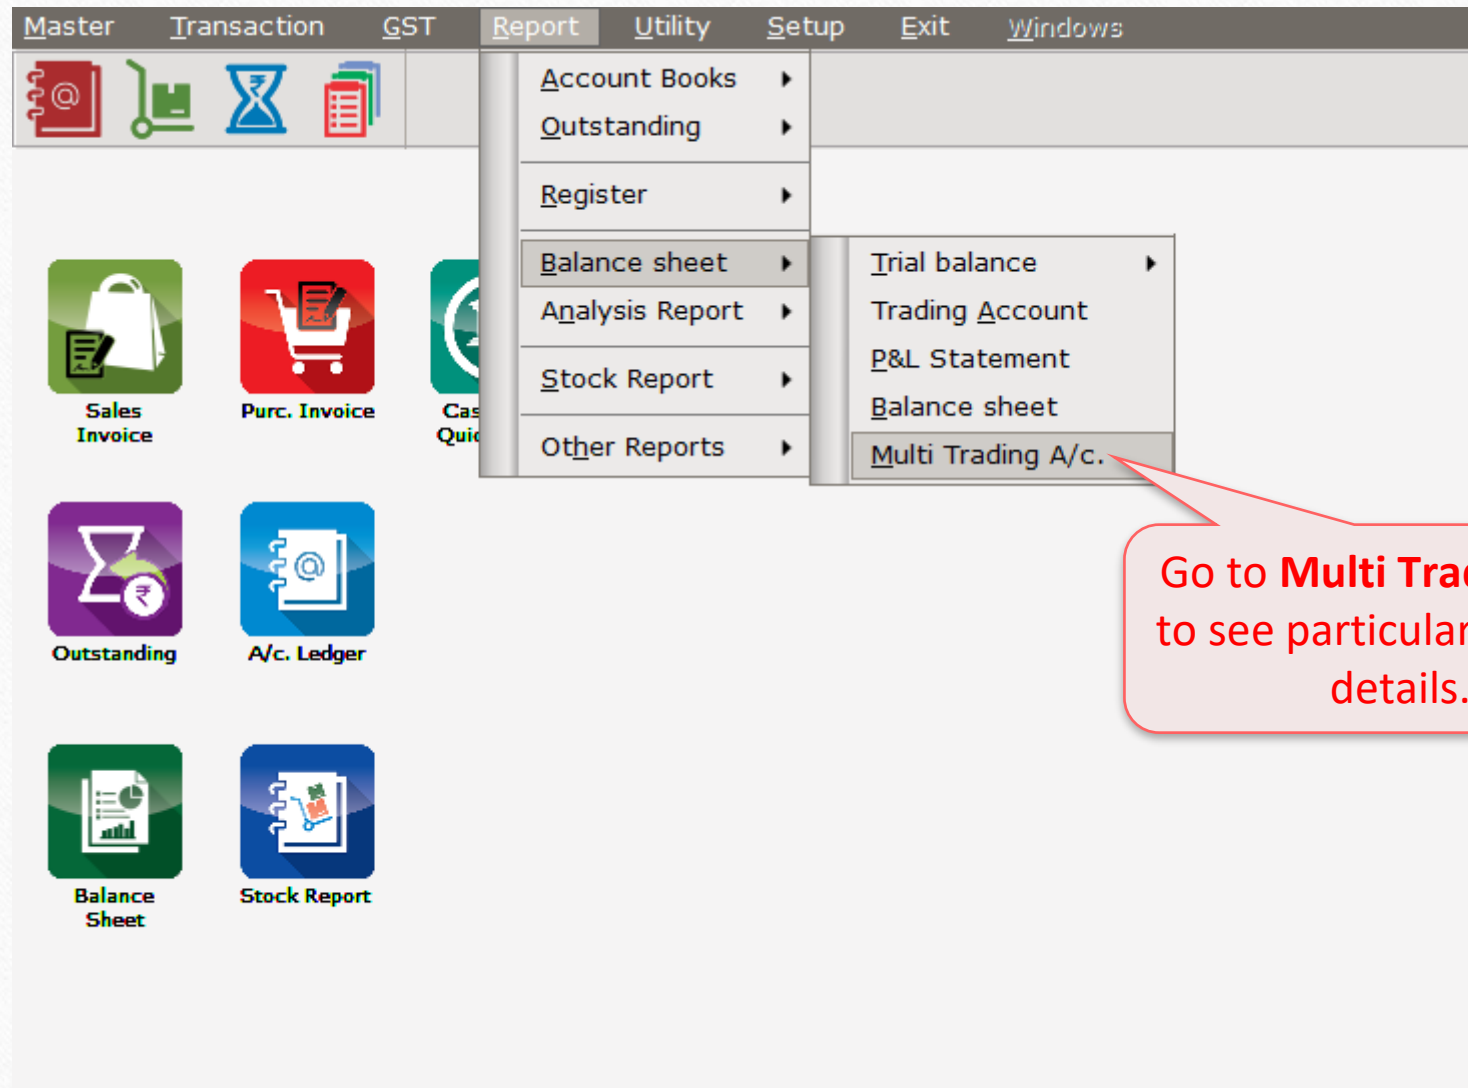 Master Transaction GST Report Utility Setup Exit Windows
Account Books
Outstanding
Register
Balance sheet
Analysis Report
Stock Report
Other Reports
Trial balance
Trading Account
P&L Statement
Balance sheet
Multi Trading A/c.
Sales
Invoice
Purc. Invoice
Outstanding
A/c. Ledger
Balance
Sheet
Stock Report
Go to Multi
to see particular
details.